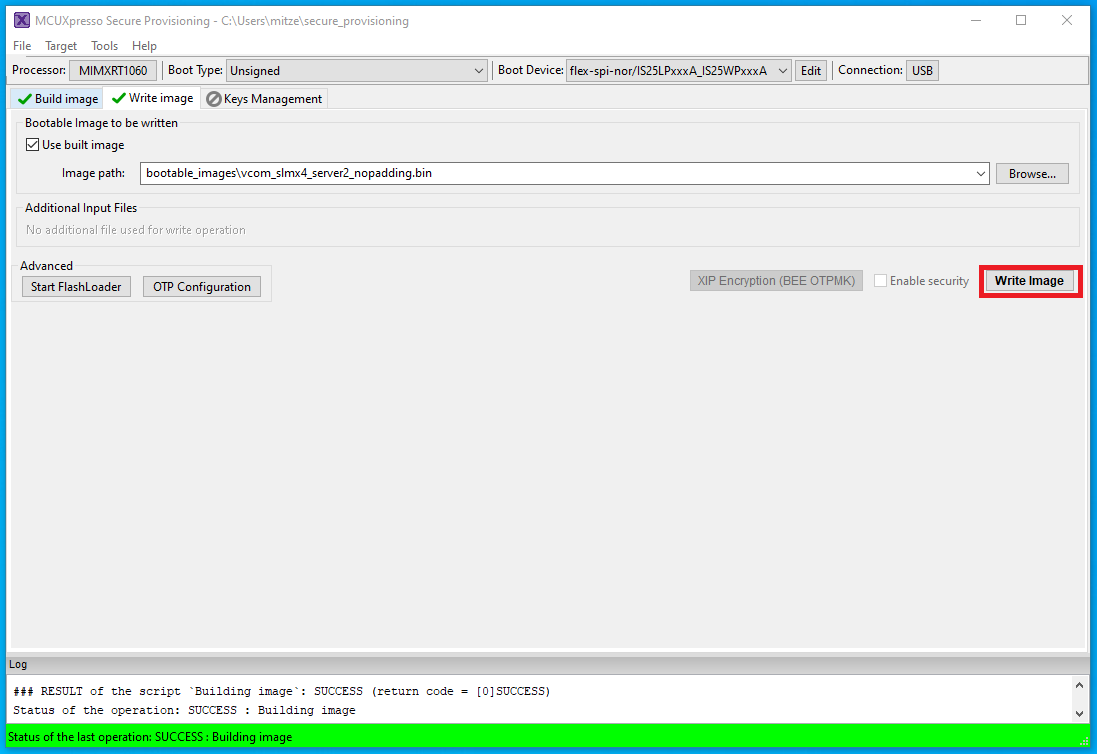 MCUXpresso Secure Provisioning - C:\Users\mitze\secure_provisioning
File Target Tools Help
Processor: MIMXRT1060 Boot Type: Unsigned Boot Device: flex-spi-nor/IS25LPxxxA_IS25WPxxxA Edit Connection: USB
Build image Write image Keys Management
Bootable Image to be written
Use built image
Image path: bootable_images\vcom_slmx4_server2_nopadding.bin Browse...
Additional Input Files
No additional file used for write operation
Advanced
Start FlashLoader OTP Configuration XIP Encryption (BEE OTPMK) Enable security Write Image
Log
### RESULT of the script `Building image`: SUCCESS (return code = [0]SUCCESS)
Status of the operation: SUCCESS : Building image
Status of the last operation: SUCCESS : Building image